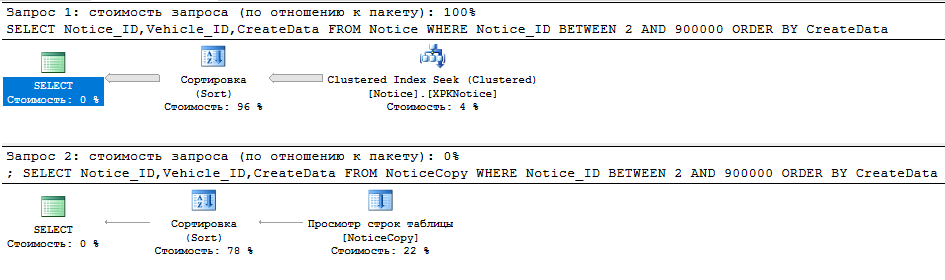 Запрос 1: стоимость запроса (по отношению к пакету): 100%
SELECT Notice_ID,Vehicle_ID,CreateData FROM Notice WHERE Notice_ID BETWEEN 2 AND 900000 ORDER BY CreateData
SELECT
Стоимость: 0 %
Сортировка
(Sort)
Стоимость: 96 %
Clustered Index Seek (Clustered)
[Notice].[XPKNotice]
Стоимость: 4 %
Запрос 2: стоимость запроса (по отношению к пакету): 0%
; SELECT Notice_ID,Vehicle_ID,CreateData FROM NoticeCopy WHERE Notice_ID BETWEEN 2 AND 900000 ORDER BY CreateData
SELECT
Стоимость: 0 %
Сортировка
(Sort)
Стоимость: 78 %
Просмотр строк таблицы
[NoticeCopy]
Стоимость: 22 %